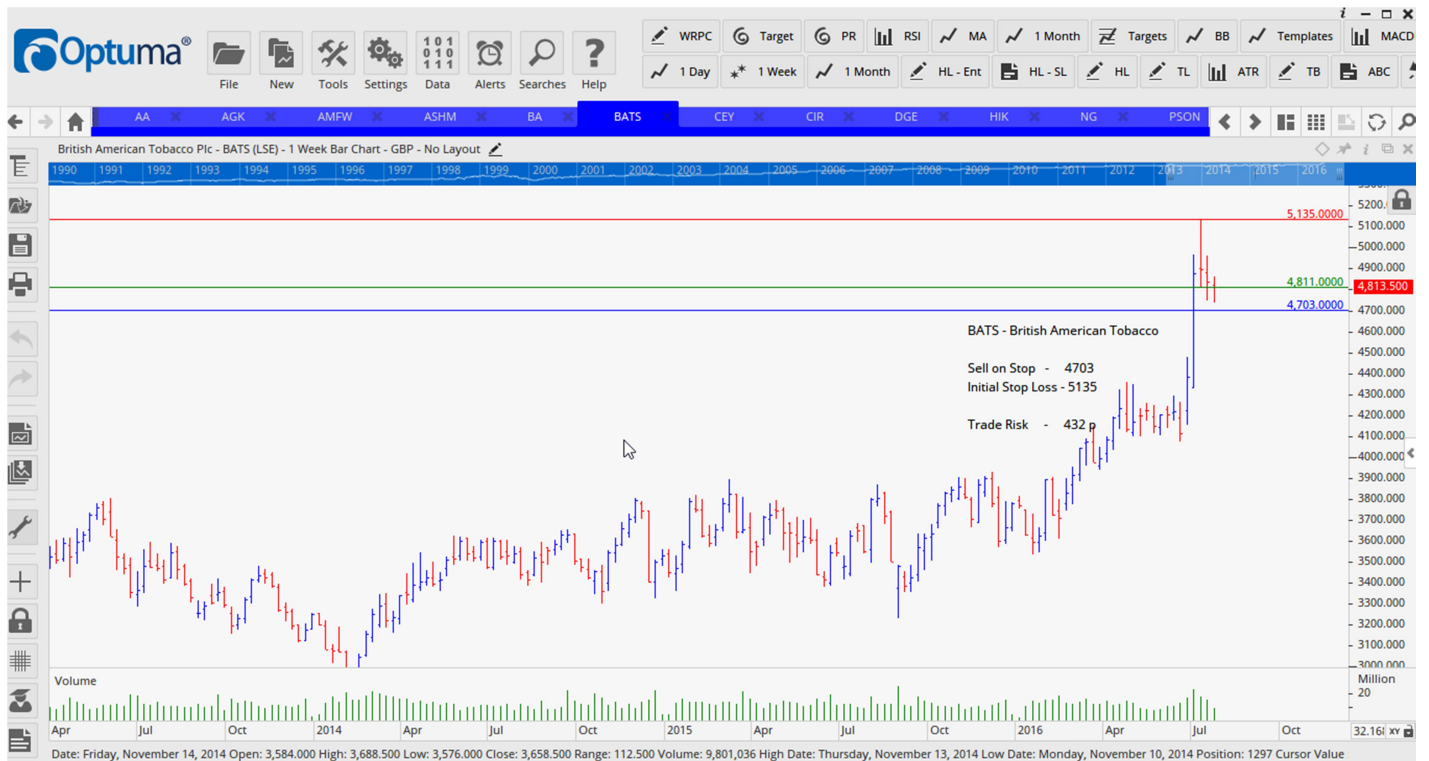 i
Optuma®
File New Tools Settings Data Alerts Searches Help
WRPC Target PR RSI MA 1 Month Targets BB Templates MACD
1 Day 1 Week 1 Month HL - Ent HL - SL HL TL ATR TB ABC
AA AGK AMFW ASHM BA BATS CEY CIR DGE HIK NG PSON
British American Tobacco Plc - BATS (LSE) - 1 Week Bar Chart - GBP - No Layout
1990 1991 1992 1993 1994 1995 1996 1997 1998 1999 2000 2001 2002 2003 2004 2005 2006 2007 2008 2009 2010 2011 2012 2013 2014 2015 2016
5,135.0000
5100.000
5000.000
4900.000
4,811.0000
4,813.500
4,703.0000
4700.000
BATS - British American Tobacco
4600.000
4500.000
Sell on Stop - 4703
4400.000
Initial Stop Loss - 5135
4300.000
4200.000
Trade Risk - 432 p
4100.000
4000.000
3900.000
3800.000
3700.000
3600.000
3500.000
3400.000
3300.000
3200.000
3100.000
3000.000
Volume
Million
20
Apr Jul Oct 2014 Apr Jul Oct 2015 Apr Jul Oct 2016 Apr Jul Oct
XY
Date: Friday, November 14, 2014 Open: 3,584.000 High: 3,688.500 Low: 3,576.000 Close: 3,658.500 Range: 112.500 Volume: 9,801,036 High Date: Thursday, November 13, 2014 Low Date: Monday, November 10, 2014 Position: 1297 Cursor Value